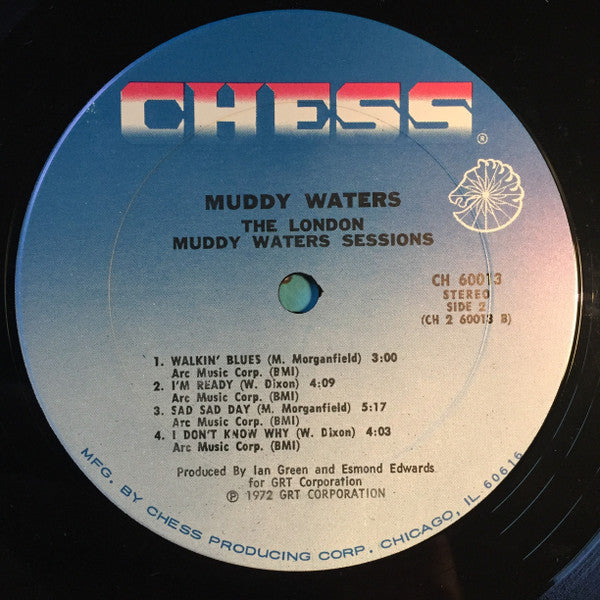 CHESS
®
MUDDY WATERS
THE LONDON
MUDDY WATERS SESSIONS
CH 60013
STEREO
SIDE 2
(CH 2 60013 B)
1. WALKIN' BLUES (M. Morganfield) 3:00
Arc Music Corp. (BMI)
2. I'M READY (W. Dixon) 4:09
Arc Music Corp. (BMI)
3. SAD SAD DAY (M. Morganfield) 5:17
Arc Music Corp. (BMI)
4. I DON'T KNOW WHY (W. Dixon) 4:03
Arc Music Corp. (BMI)
Produced By Ian Green and Esmond Edwards
for GRT Corporation
℗ 1972 GRT CORPORATION
MFG. BY CHESS PRODUCING CORP. CHICAGO, IL 60616